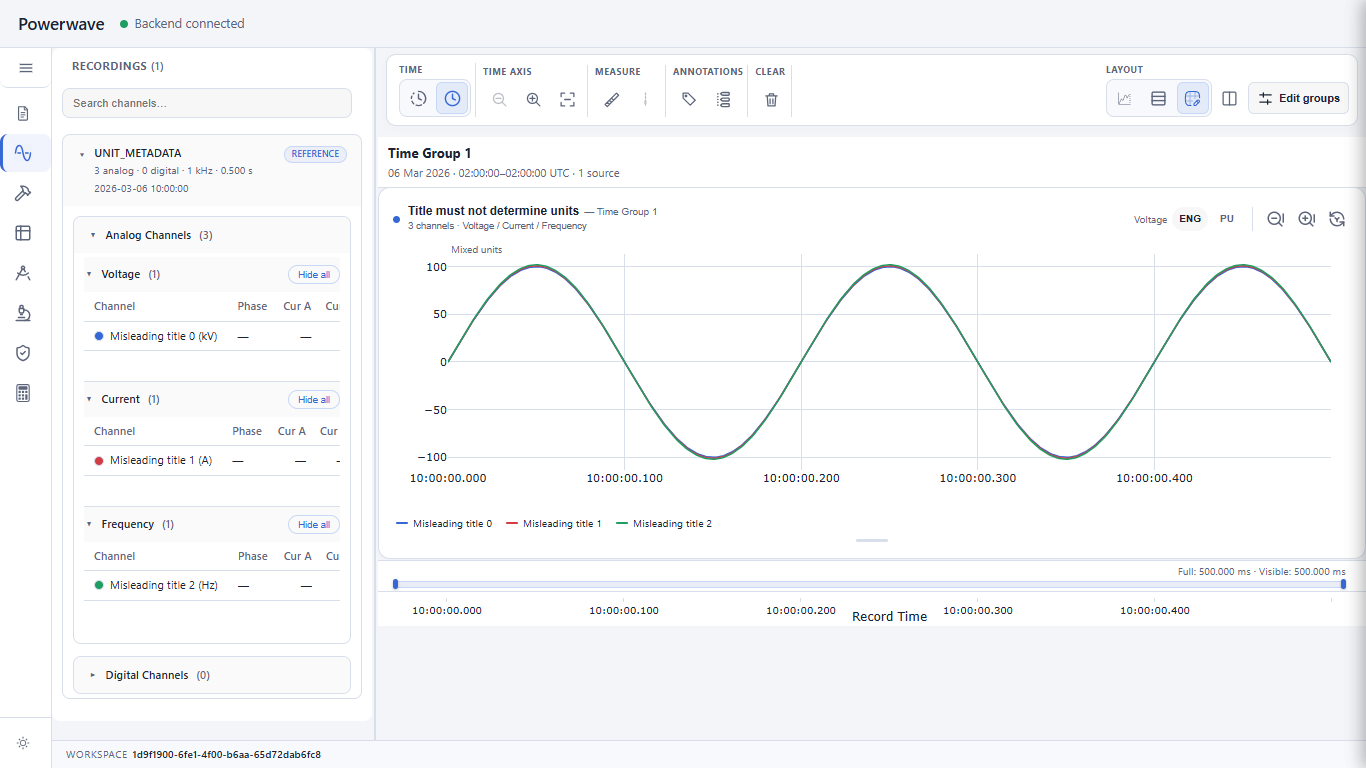 Powerwave
Backend connected
RECORDINGS (1)
Search channels...
UNIT_METADATA
REFERENCE
3 analog · 0 digital · 1 kHz · 0.500 s
2026-03-06 10:00:00
Analog Channels (3)
Voltage (1)
Hide all
Channel Phase Cur A Cu
Misleading title 0 (kV) — —
Current (1)
Hide all
Channel Phase Cur A Cur
Misleading title 1 (A) — — –
Frequency (1)
Hide all
Channel Phase Cur A Cu
Misleading title 2 (Hz) — —
Digital Channels (0)
TIME
TIME AXIS
MEASURE
ANNOTATIONS
CLEAR
LAYOUT
Edit groups
Time Group 1
06 Mar 2026 · 02:00:00–02:00:00 UTC · 1 source
Title must not determine units — Time Group 1
3 channels · Voltage / Current / Frequency
Voltage ENG PU
Mixed units
100
50
0
−50
−100
10:00:00.000 10:00:00.100 10:00:00.200 10:00:00.300 10:00:00.400
Misleading title 0 Misleading title 1 Misleading title 2
Full: 500.000 ms · Visible: 500.000 ms
10:00:00.000 10:00:00.100 10:00:00.200 10:00:00.300 10:00:00.400
Record Time
WORKSPACE 1d9f1900-6fe1-4f00-b6aa-65d72dab6fc8